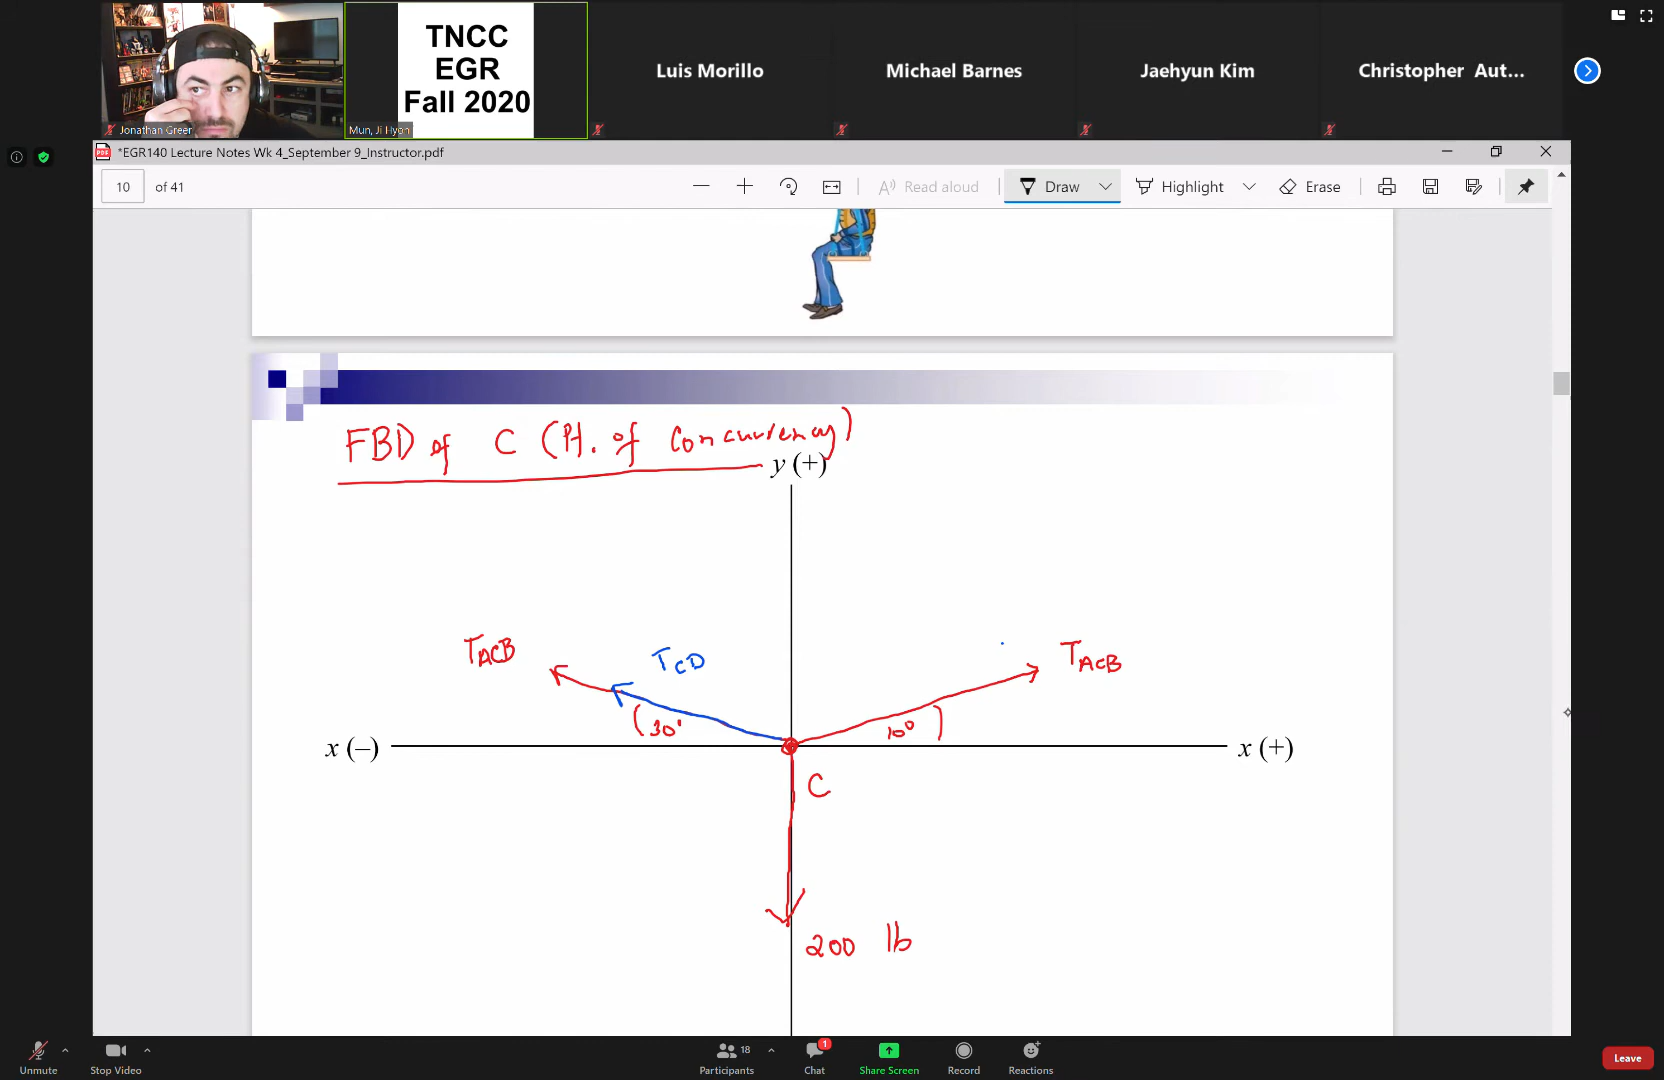 TNCC
EGR
Fall 2020
Luis Morillo
Michael Barnes
Jaehyun Kim
Christopher Aut...
Jonathan Greer
Mun, Ji Hyon
*EGR140 Lecture Notes Wk 4_September 9_Instructor.pdf
10 of 41
Read aloud
Draw
Highlight
Erase
FBD of C (Pt. of Concurrency)
y (+)
TACB
TCD
TACB
30°
10°
x (–)
x (+)
C
200 lb
Unmute
Stop Video
18
Participants
1
Chat
Share Screen
Record
Reactions
Leave